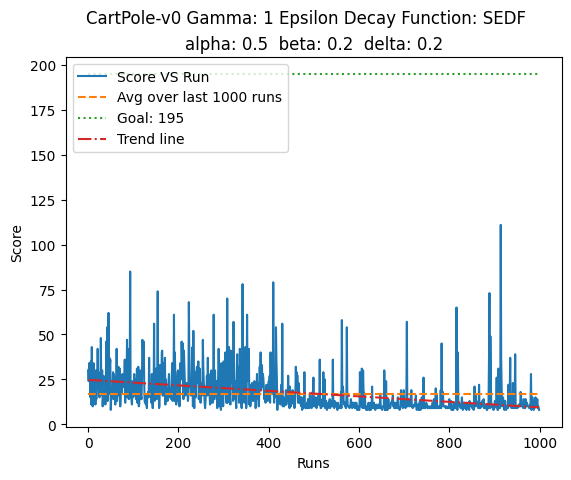 CartPole-v0 Gamma: 1 Epsilon Decay Function: SEDF
alpha: 0.5 beta: 0.2 delta: 0.2
Score VS Run
Avg over last 1000 runs
Goal: 195
Trend line
200
175
150
125
100
75
50
25
0
Score
0 200 400 600 800 1000
Runs